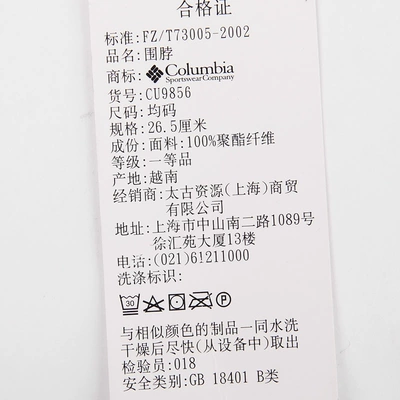 合格证
标准:FZ/T73005-2002
品名:围脖
商标: Columbia
Sportswear Company
货号:CU9856
尺码:均码
规格:26.5厘米
成份:面料:100%聚酯纤维
等级:一等品
产地:越南
经销商:太古资源(上海)商贸
有限公司
地址:上海市中山南二路1089号
徐汇苑大厦13楼
电话:(021)61211000
洗涤标识:
30 P
与相似颜色的制品一同水洗
干燥后尽快(从设备中)取出
检验员:018
安全类别:GB 18401 B类